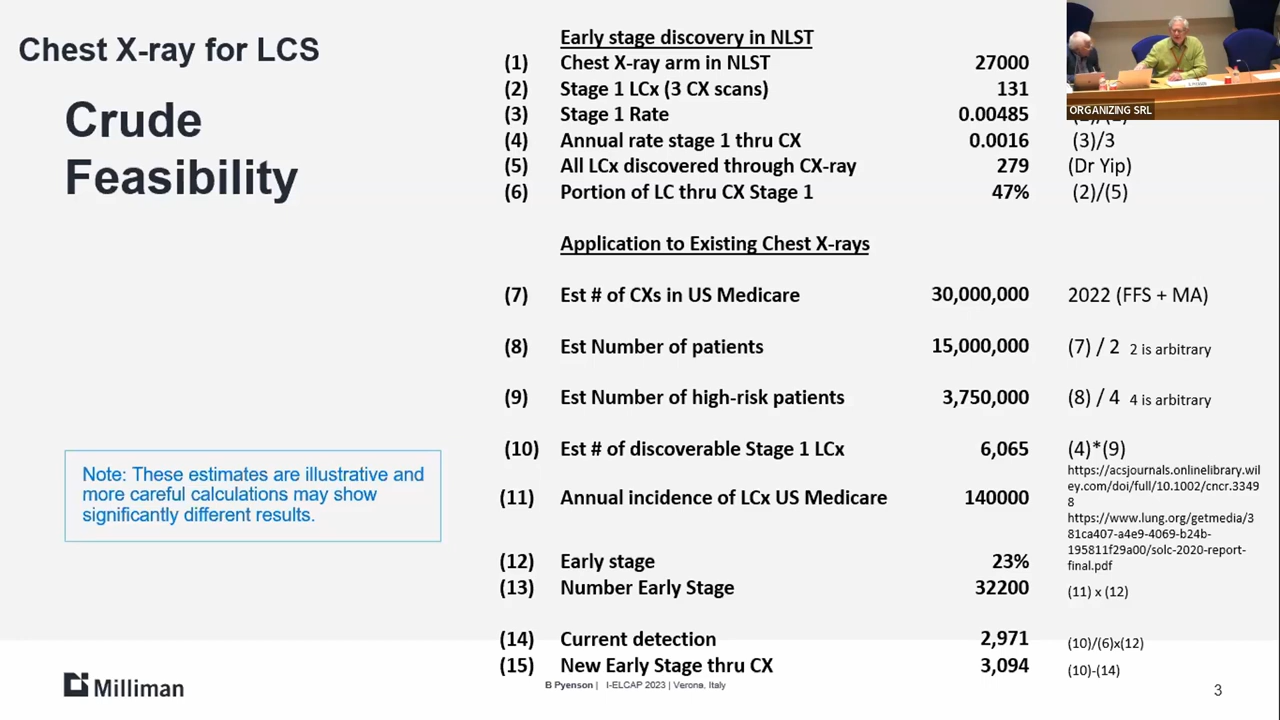 Chest X-ray for LCS
Crude
Feasibility
Early stage discovery in NLST
(1) Chest X-ray arm in NLST 27000
(2) Stage 1 LCx (3 CX scans) 131
(3) Stage 1 Rate 0.00485
(4) Annual rate stage 1 thru CX 0.0016 (3)/3
(5) All LCx discovered through CX-ray 279 (Dr Yip)
(6) Portion of LC thru CX Stage 1 47% (2)/(5)
Application to Existing Chest X-rays
(7) Est # of CXs in US Medicare 30,000,000 2022 (FFS + MA)
(8) Est Number of patients 15,000,000 (7) / 2 2 is arbitrary
(9) Est Number of high-risk patients 3,750,000 (8) / 4 4 is arbitrary
(10) Est # of discoverable Stage 1 LCx 6,065 (4)*(9)
https://acsjournals.onlinelibrary.wil
ey.com/doi/full/10.1002/cncr.3349
8
(11) Annual incidence of LCx US Medicare 140000
https://www.lung.org/getmedia/3
81ca407-a4e9-4069-b24b-
195811f29a00/solc-2020-report-
final.pdf
(12) Early stage 23%
(13) Number Early Stage 32200 (11) x (12)
(14) Current detection 2,971 (10)/(6)x(12)
(15) New Early Stage thru CX 3,094 (10)-(14)
Note: These estimates are illustrative and
more careful calculations may show
significantly different results.
Milliman
B Pyenson | I-ELCAP 2023 | Verona, Italy
3
ORGANIZING SRL